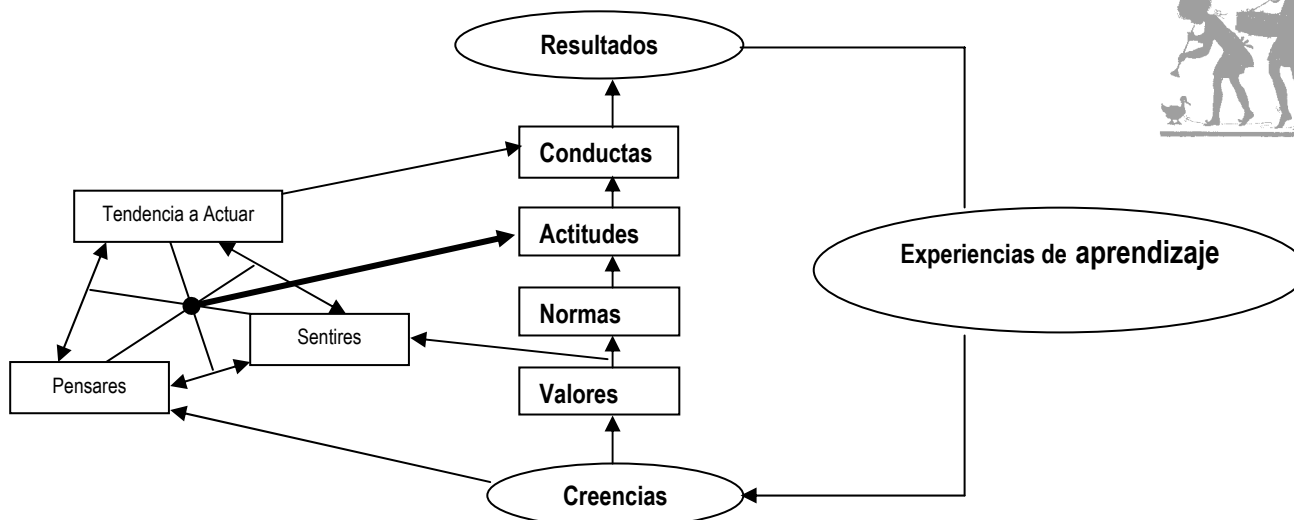 Resultados
Conductas
Tendencia a Actuar
Actitudes
Experiencias de aprendizaje
Normas
Sentires
Pensares
Valores
Creencias